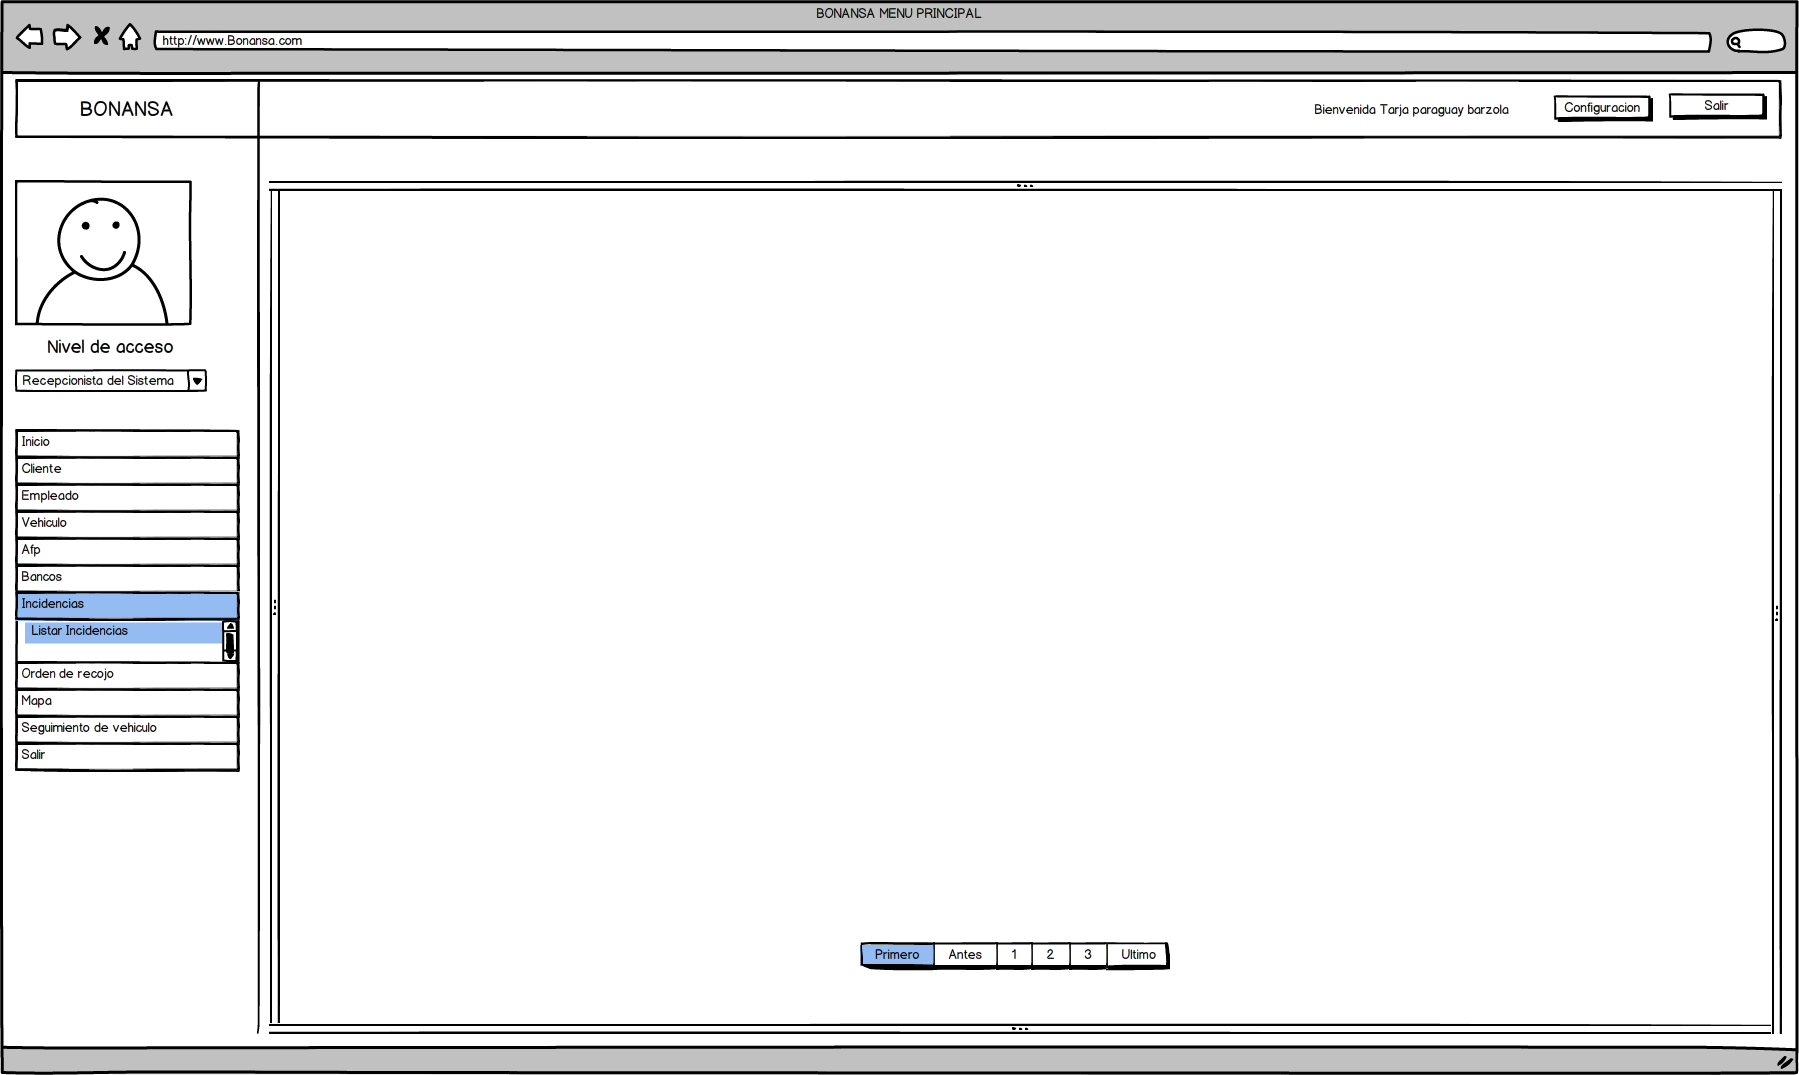 BONANSA MENU PRINCIPAL
http://www.Bonansa.com
BONANSA
Bienvenida Tarja paraguay barzola
Configuracion
Salir
Nivel de acceso
Recepcionista del Sistema
Inicio
Cliente
Empleado
Vehiculo
Afp
Bancos
Incidencias
Listar Incidencias
Orden de recojo
Mapa
Seguimiento de vehiculo
Salir
Primero Antes 1 2 3 Ultimo